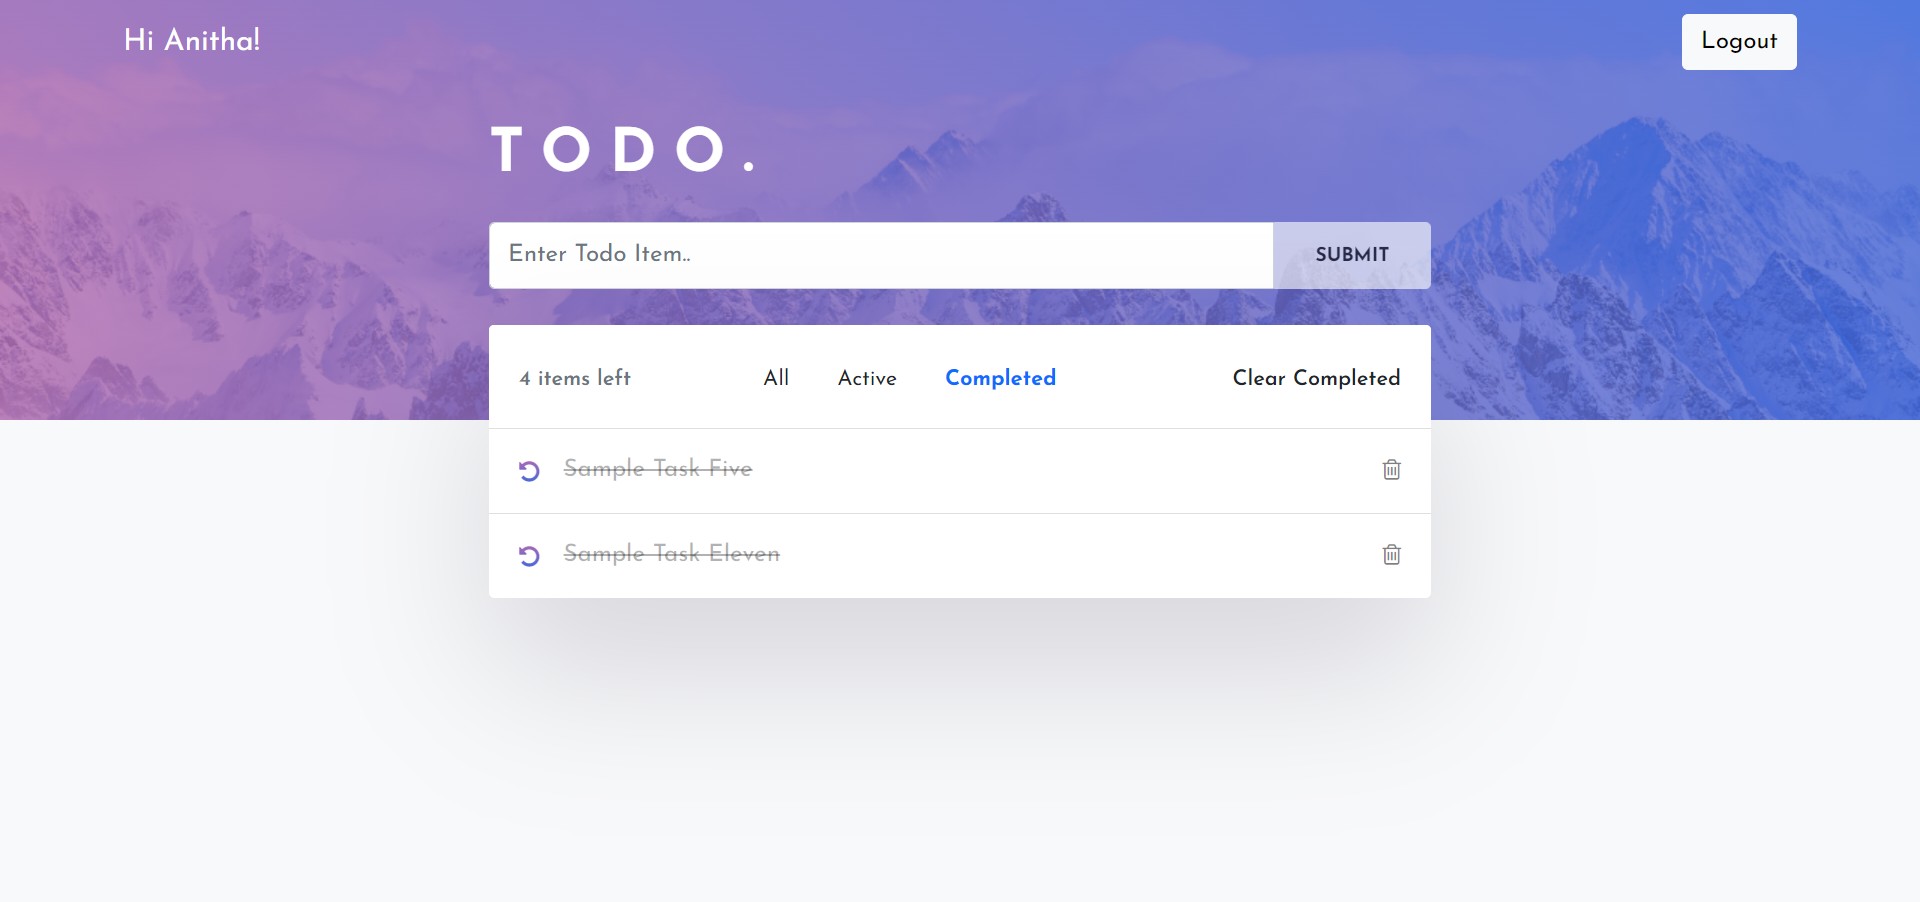 Hi Anitha!
Logout
TODO.
Enter Todo Item..
SUBMIT
4 items left
All
Active
Completed
Clear Completed
Sample Task Five
Sample Task Eleven